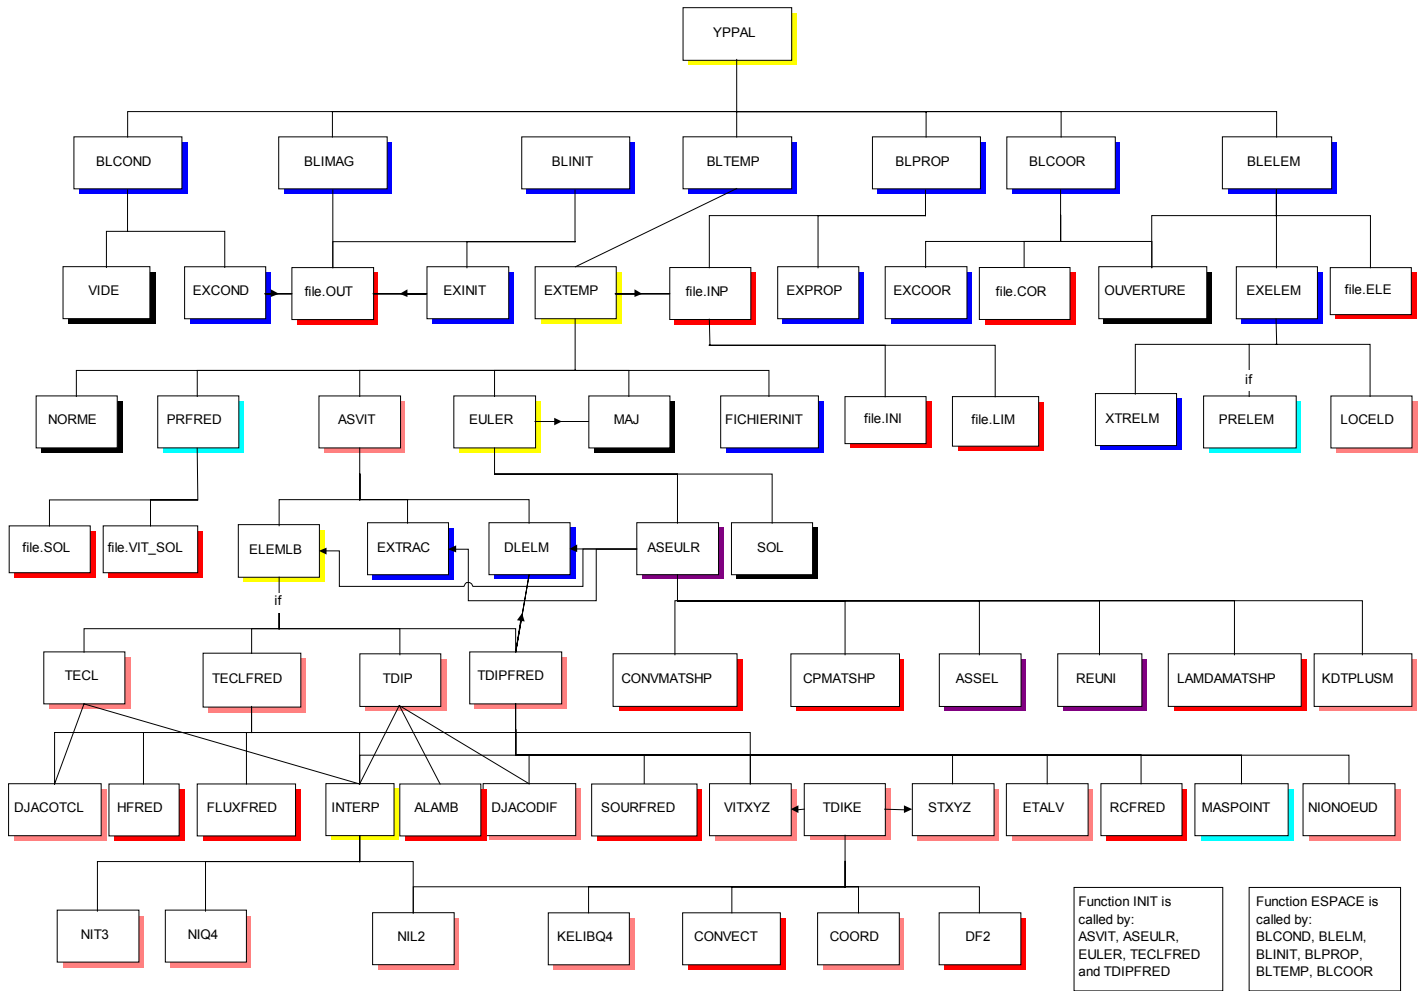 YPPAL
BLCOND
BLIMAG
BLINIT
BLTEMP
BLPROP
BLCOOR
BLELEM
VIDE
EXCOND
file.OUT
EXINIT
EXTEMP
file.INP
EXPROP
EXCOOR
file.COR
OUVERTURE
EXELEM
file.ELE
if
NORME
PRFRED
ASVIT
EULER
MAJ
FICHIERINIT
file.INI
file.LIM
XTRELM
PRELEM
LOCELD
file.SOL
file.VIT_SOL
ELEMLB
EXTRAC
DLELM
ASEULR
SOL
if
TECL
TECLFRED
TDIP
TDIPFRED
CONVMATSHP
CPMATSHP
ASSEL
REUNI
LAMDAMATSHP
KDTPLUSM
DJACOTCL
HFRED
FLUXFRED
INTERP
ALAMB
DJACODIF
SOURFRED
VITXYZ
TDIKE
STXYZ
ETALV
RCFRED
MASPOINT
NIONOEUD
NIT3
NIQ4
NIL2
KELIBQ4
CONVECT
COORD
DF2
Function INIT is
called by:
ASVIT, ASEULR,
EULER, TECLFRED
and TDIPFRED
Function ESPACE is
called by:
BLCOND, BLELM,
BLINIT, BLPROP,
BLTEMP, BLCOOR